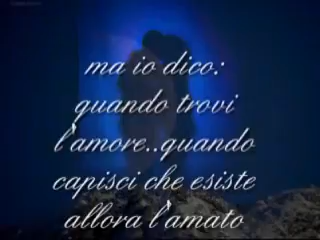 ma io dico:
quando trovi
l'amore..quando
capisci che esiste
allora l'amato